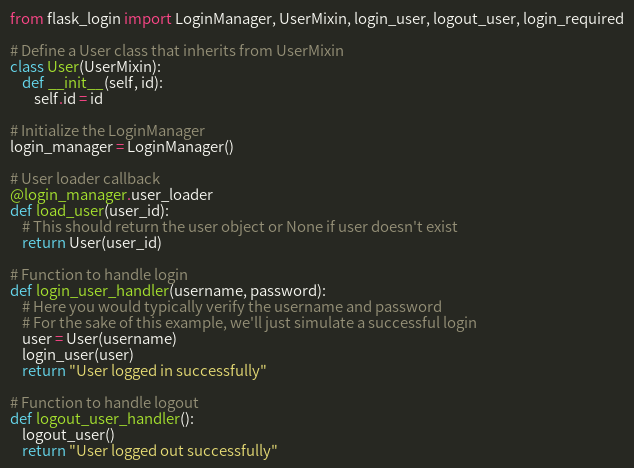 from flask_login import LoginManager, UserMixin, login_user, logout_user, login_required

# Define a User class that inherits from UserMixin
class User(UserMixin):
    def __init__(self, id):
        self.id = id

# Initialize the LoginManager
login_manager = LoginManager()

# User loader callback
@login_manager.user_loader
def load_user(user_id):
    # This should return the user object or None if user doesn't exist
    return User(user_id)

# Function to handle login
def login_user_handler(username, password):
    # Here you would typically verify the username and password
    # For the sake of this example, we'll just simulate a successful login
    user = User(username)
    login_user(user)
    return "User logged in successfully"

# Function to handle logout
def logout_user_handler():
    logout_user()
    return "User logged out successfully"